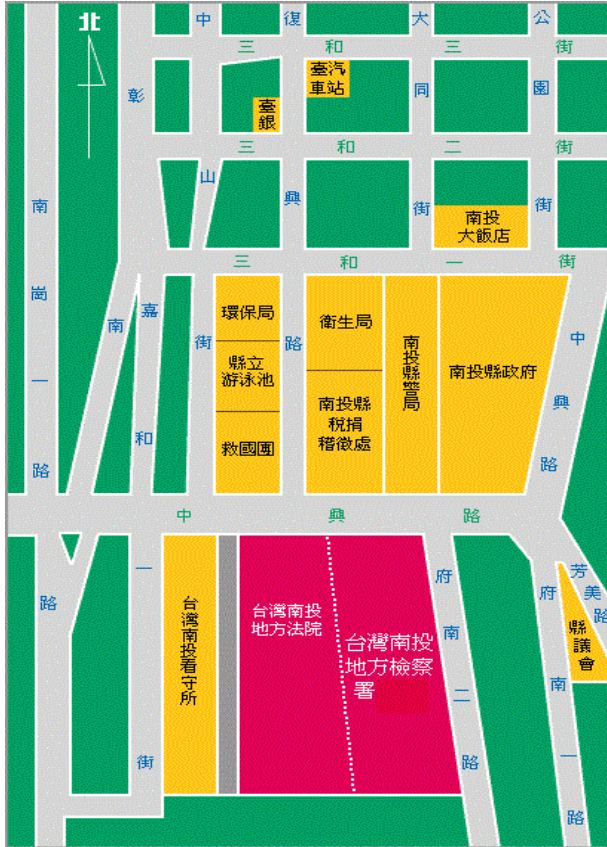 北
中
復
大
公
三和三街
臺汽
車站
臺
銀
同
園
彰
三和二街
山
興
街
街
南投
大飯店
南崗一路
三和一街
南
嘉
和
一
街
街
路
環保局
縣立
游泳池
救國團
衛生局
南投縣
稅捐
稽徵處
南投縣警局
南投縣政府
中興路
中興路
路
台灣南投看守所
台灣南投
地方法院
台灣南投
地方檢察
署
府南二路
府南一路
芳美路
縣議會